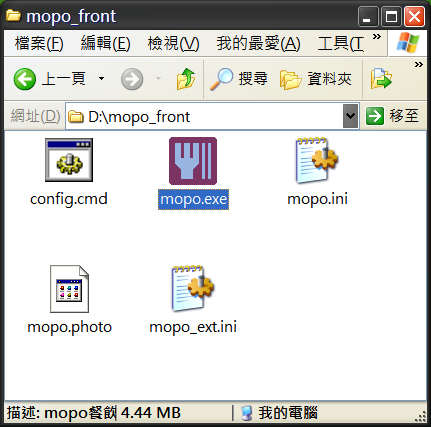 mopo_front
檔案(F) 編輯(E) 檢視(V) 我的最愛(A) 工具(T »
上一頁 搜尋 資料夾 »
網址(D) D:\mopo_front 移至
config.cmd mopo.exe mopo.ini
mopo.photo mopo_ext.ini
描述: mopo餐飲 4.44 MB 我的電腦